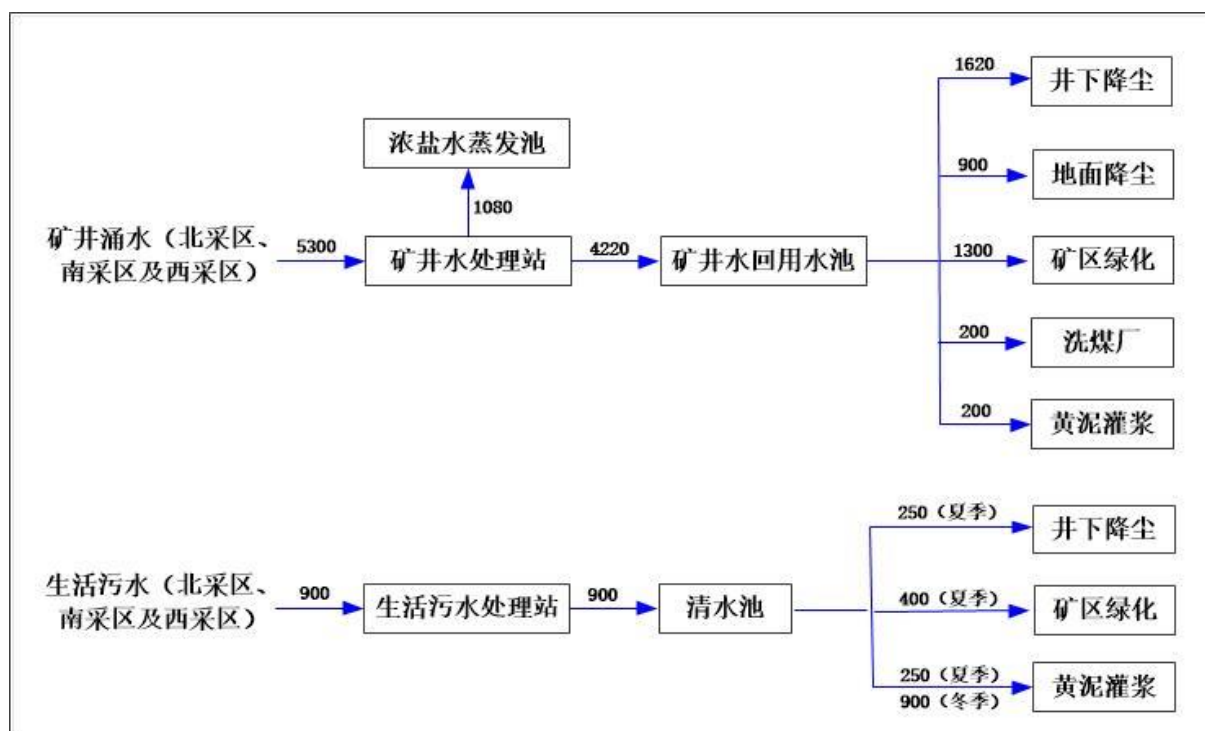 1620
井下降尘
浓盐水蒸发池
900
地面降尘
1080
矿井涌水（北采区、
南采区及西采区）
5300
矿井水处理站
4220
矿井水回用水池
1300
矿区绿化
200
洗煤厂
200
黄泥灌浆
250（夏季）
井下降尘
生活污水（北采区、
南采区及西采区）
900
生活污水处理站
900
清水池
400（夏季）
矿区绿化
250（夏季）
900（冬季）
黄泥灌浆